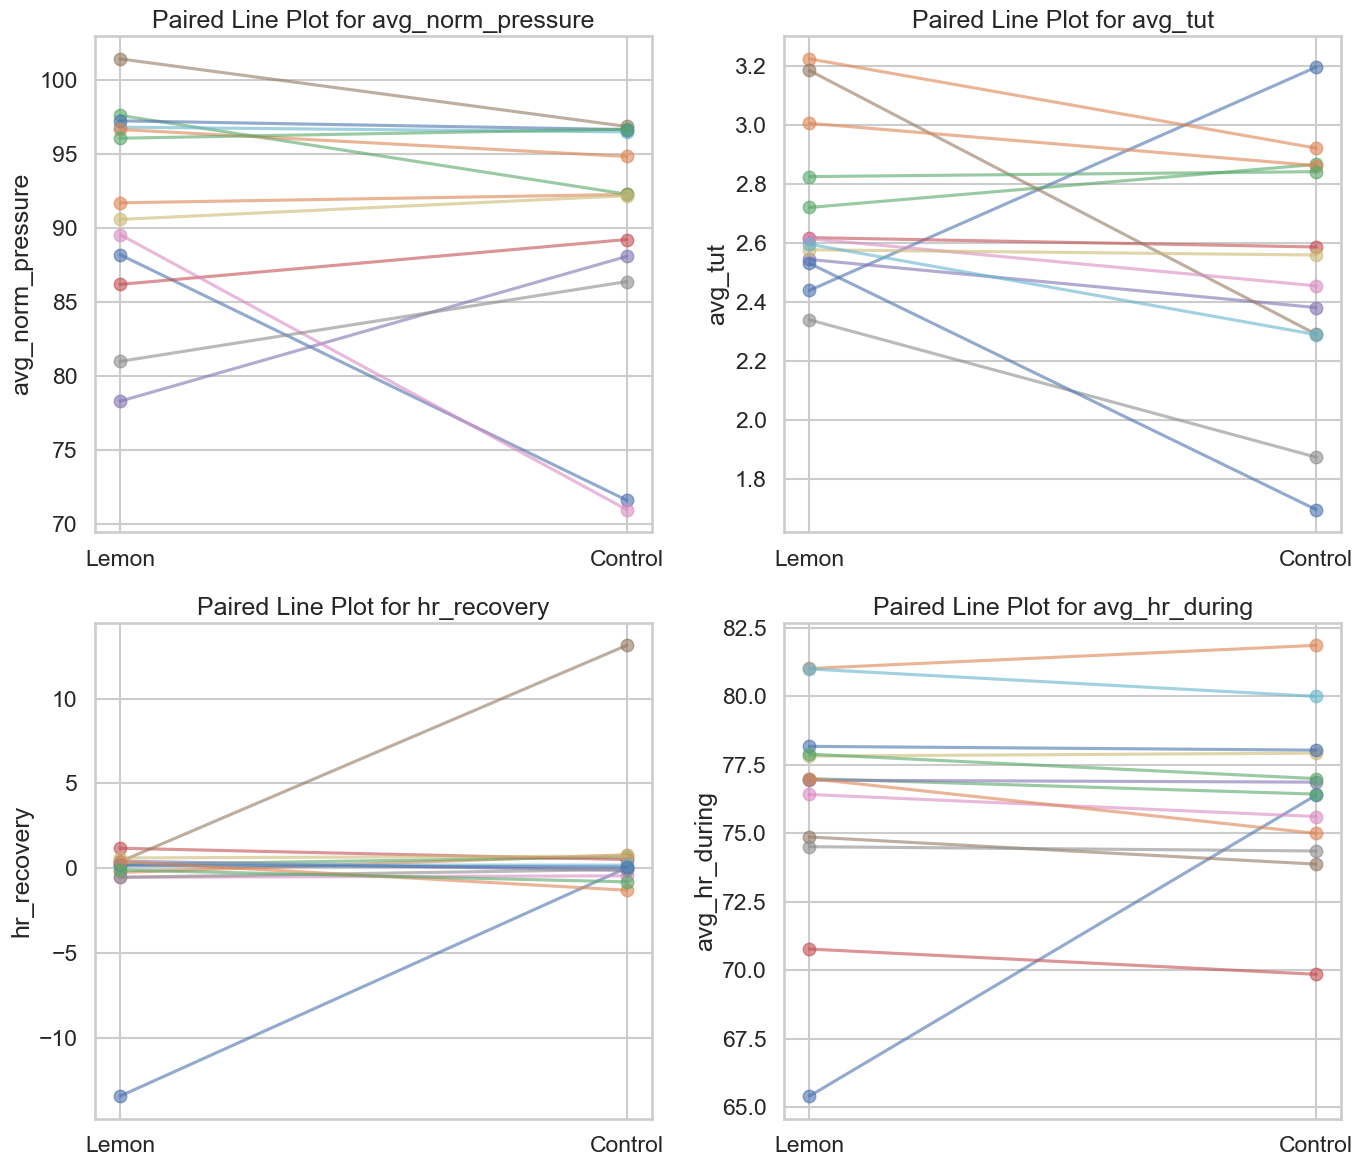 Paired Line Plot for avg_norm_pressure
avg_norm_pressure
100
95
90
85
80
75
70
Lemon
Control
Paired Line Plot for avg_tut
avg_tut
3.2
3.0
2.8
2.6
2.4
2.2
2.0
1.8
Lemon
Control
Paired Line Plot for hr_recovery
hr_recovery
10
5
0
−5
−10
Lemon
Control
Paired Line Plot for avg_hr_during
avg_hr_during
82.5
80.0
77.5
75.0
72.5
70.0
67.5
65.0
Lemon
Control